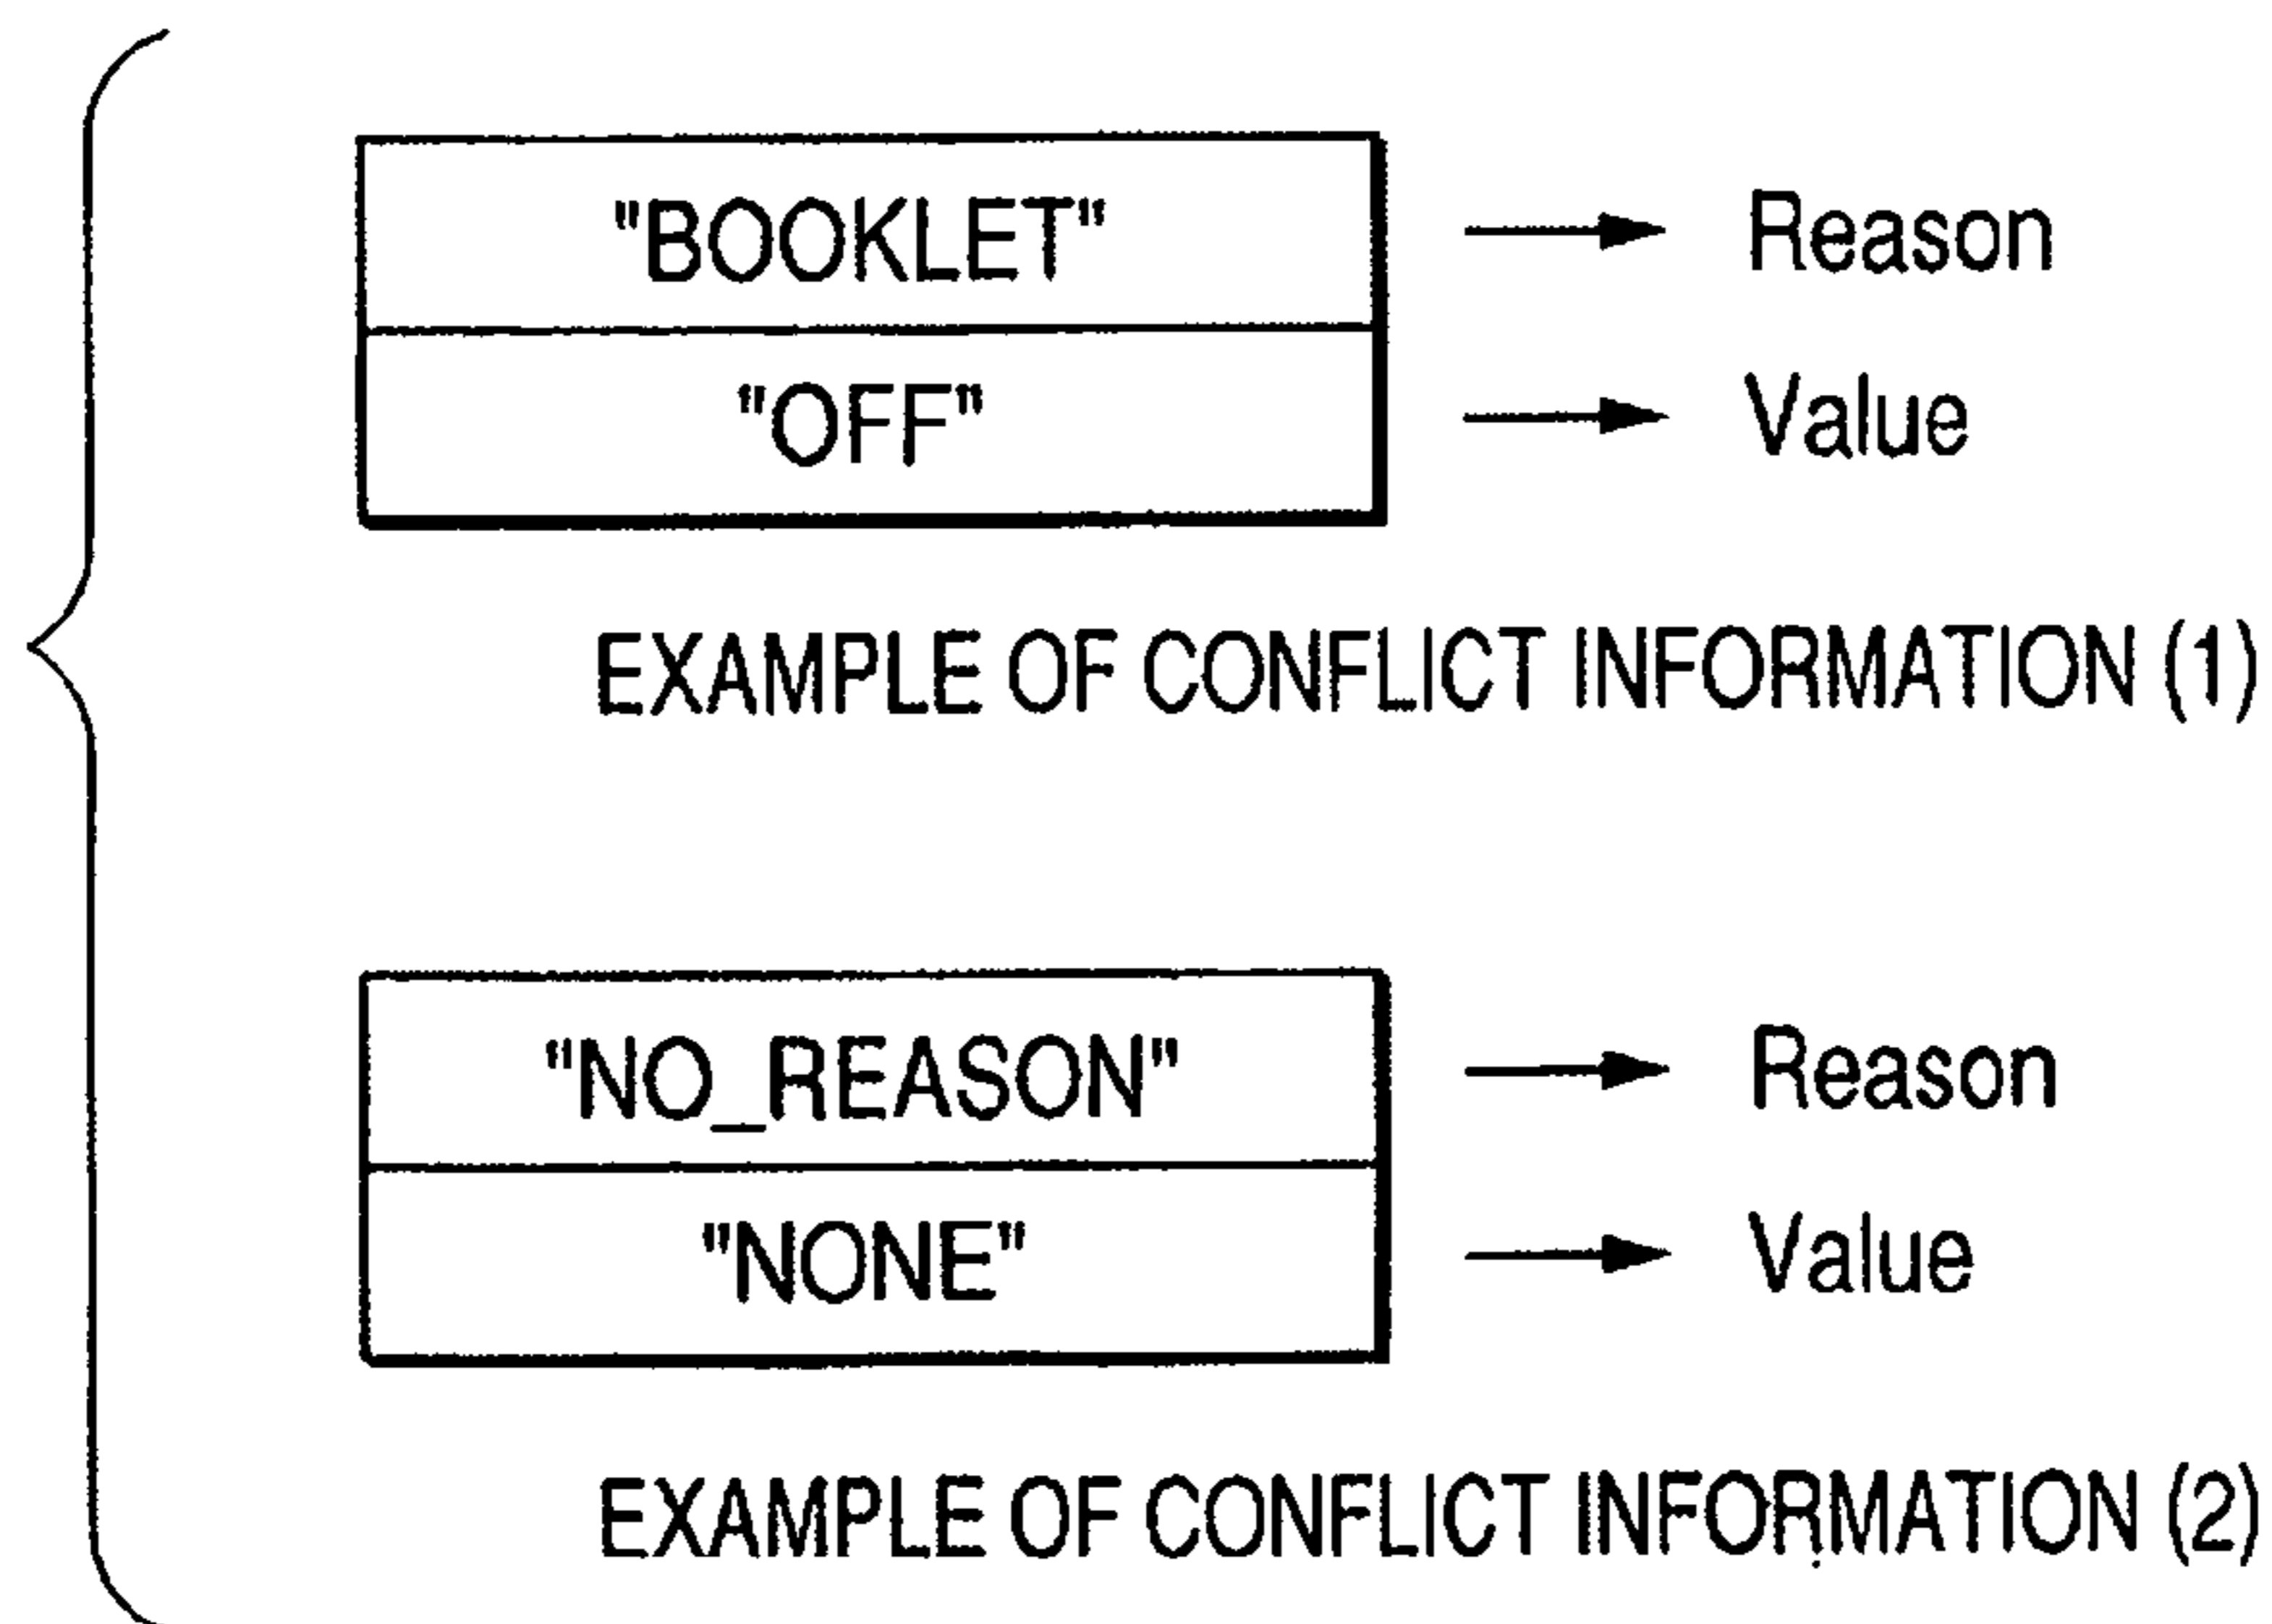 "BOOKLET" Reason
"OFF" Value
EXAMPLE OF CONFLICT INFORMATION (1)
"NO_REASON" Reason
"NONE" Value
EXAMPLE OF CONFLICT INFORMATION (2)